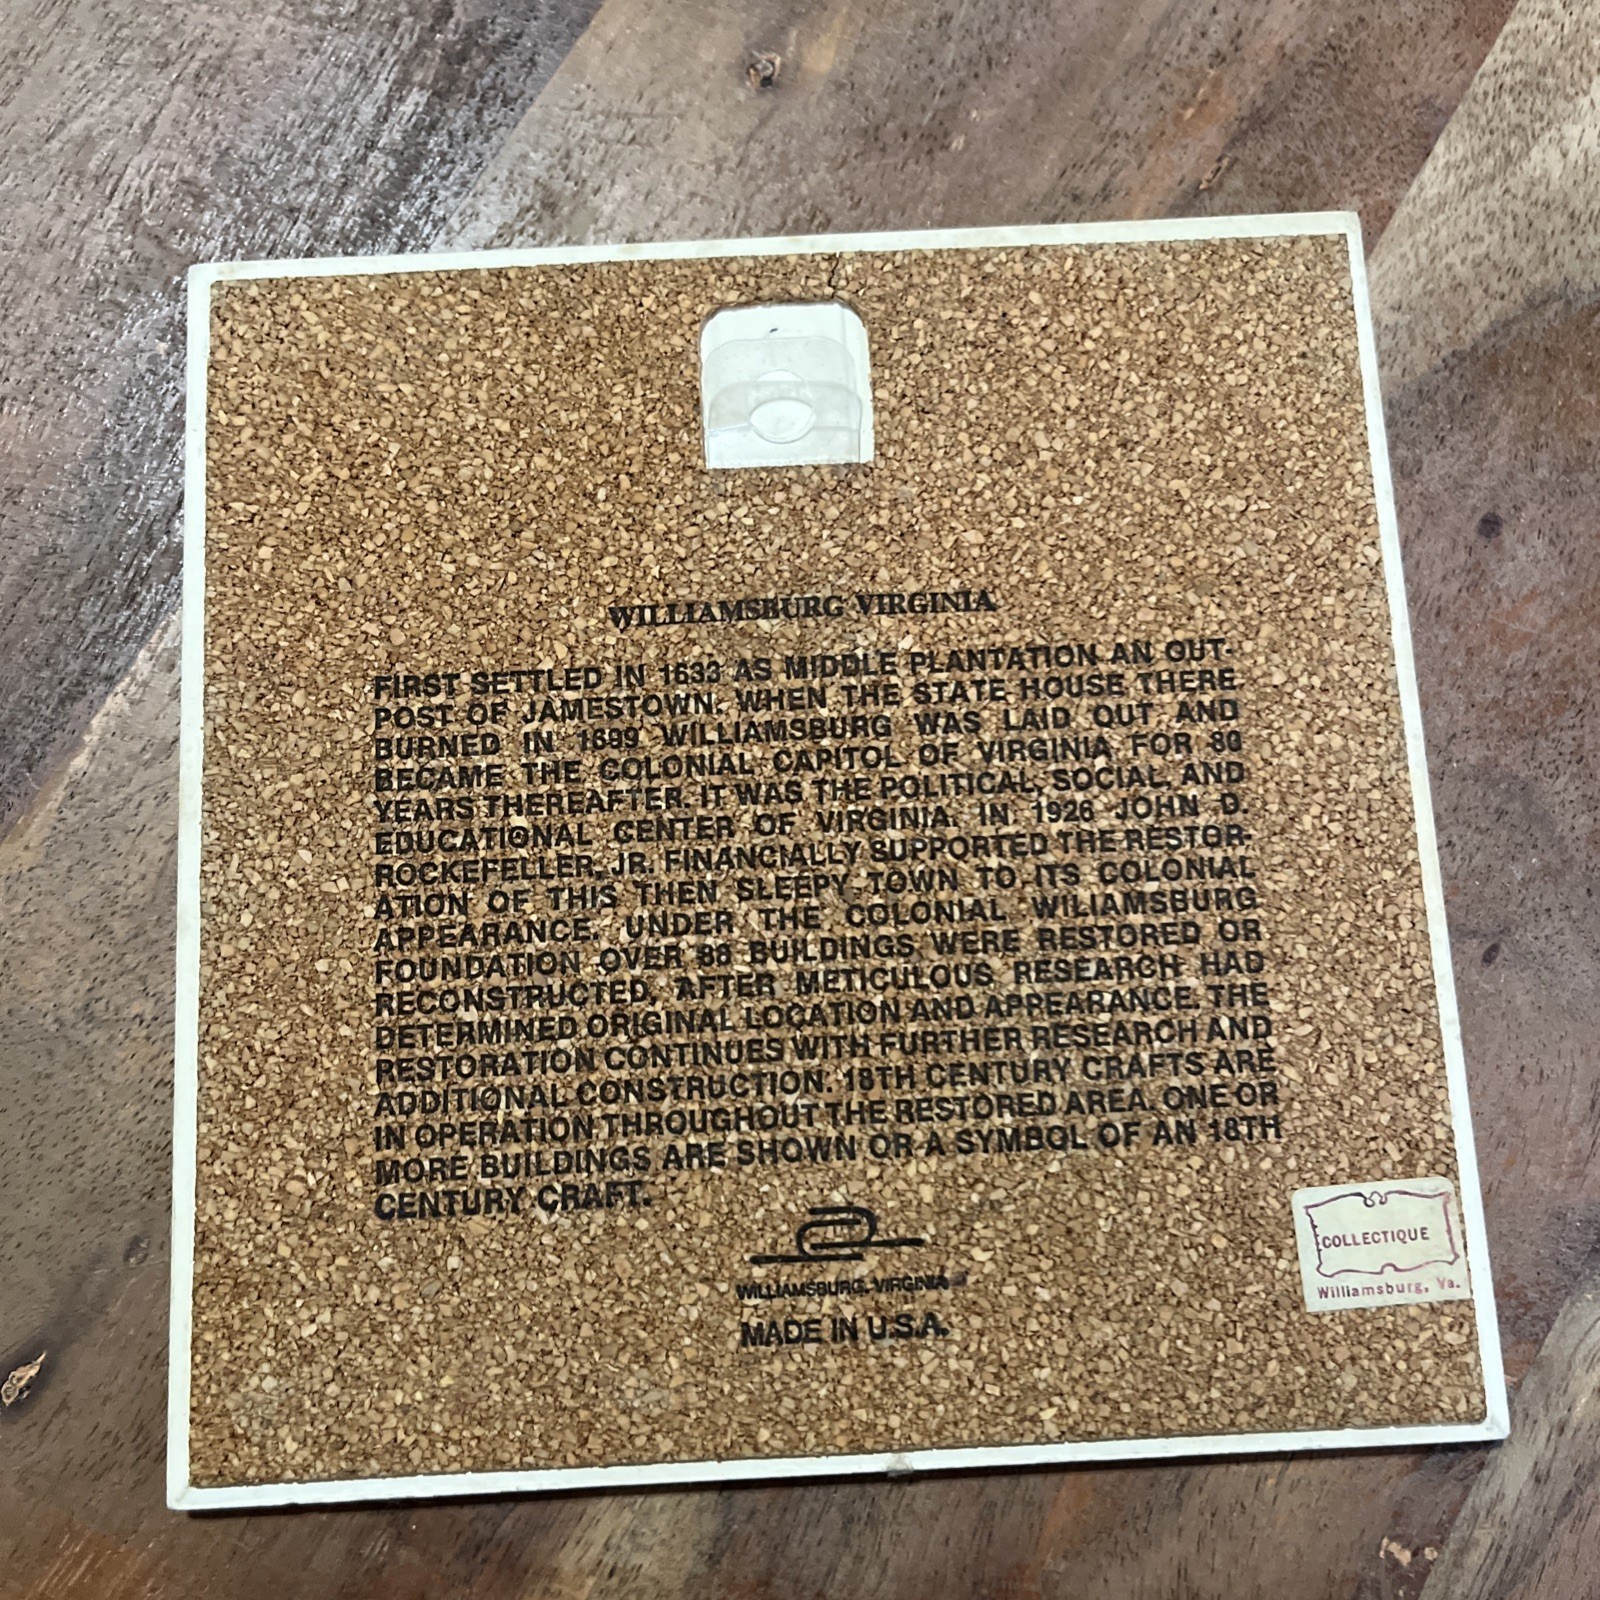 WILLIAMSBURG VIRGINIA
FIRST SETTLED IN 1633 AS MIDDLE PLANTATION AN OUT-
POST OF JAMESTOWN. WHEN THE STATE HOUSE THERE
BURNED IN 1699 WILLIAMSBURG WAS LAID OUT AND
BECAME THE COLONIAL CAPITOL OF VIRGINIA FOR 80
YEARS THEREAFTER. IT WAS THE POLITICAL, SOCIAL, AND
EDUCATIONAL CENTER OF VIRGINIA. IN 1926 JOHN D.
ROCKEFELLER, JR. FINANCIALLY SUPPORTED THE RESTOR-
ATION OF THIS THEN SLEEPY TOWN TO ITS COLONIAL
APPEARANCE. UNDER THE COLONIAL WILIAMSBURG
FOUNDATION OVER 88 BUILDINGS WERE RESTORED OR
RECONSTRUCTED, AFTER METICULOUS RESEARCH HAD
DETERMINED ORIGINAL LOCATION AND APPEARANCE. THE
RESTORATION CONTINUES WITH FURTHER RESEARCH AND
ADDITIONAL CONSTRUCTION. 18TH CENTURY CRAFTS ARE
IN OPERATION THROUGHOUT THE RESTORED AREA. ONE OR
MORE BUILDINGS ARE SHOWN OR A SYMBOL OF AN 18TH
CENTURY CRAFT.
WILLIAMSBURG, VIRGINIA
MADE IN U.S.A.
COLLECTIQUE
Williamsburg, Va.